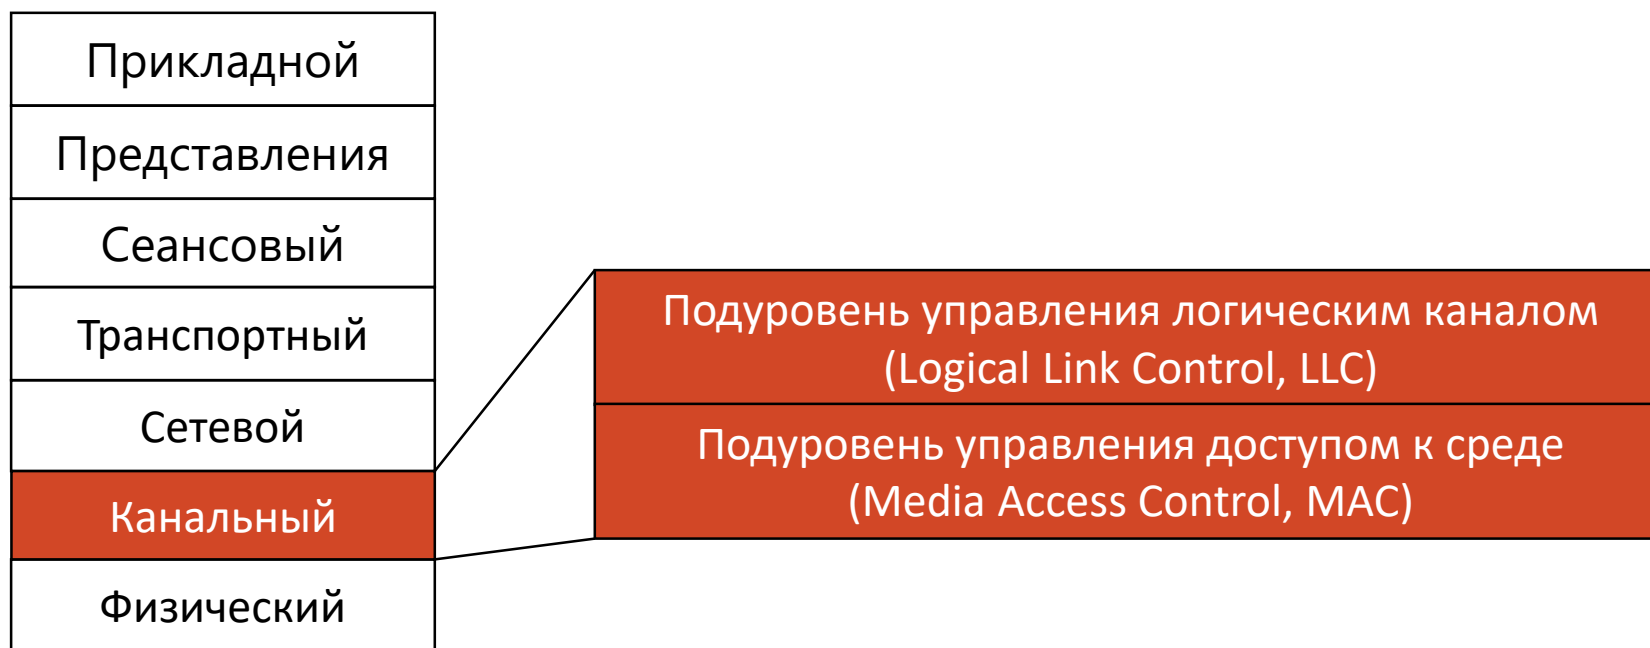 Прикладной
Представления
Сеансовый
Транспортный
Сетевой
Канальный
Физический
Подуровень управления логическим каналом
(Logical Link Control, LLC)
Подуровень управления доступом к среде
(Media Access Control, MAC)